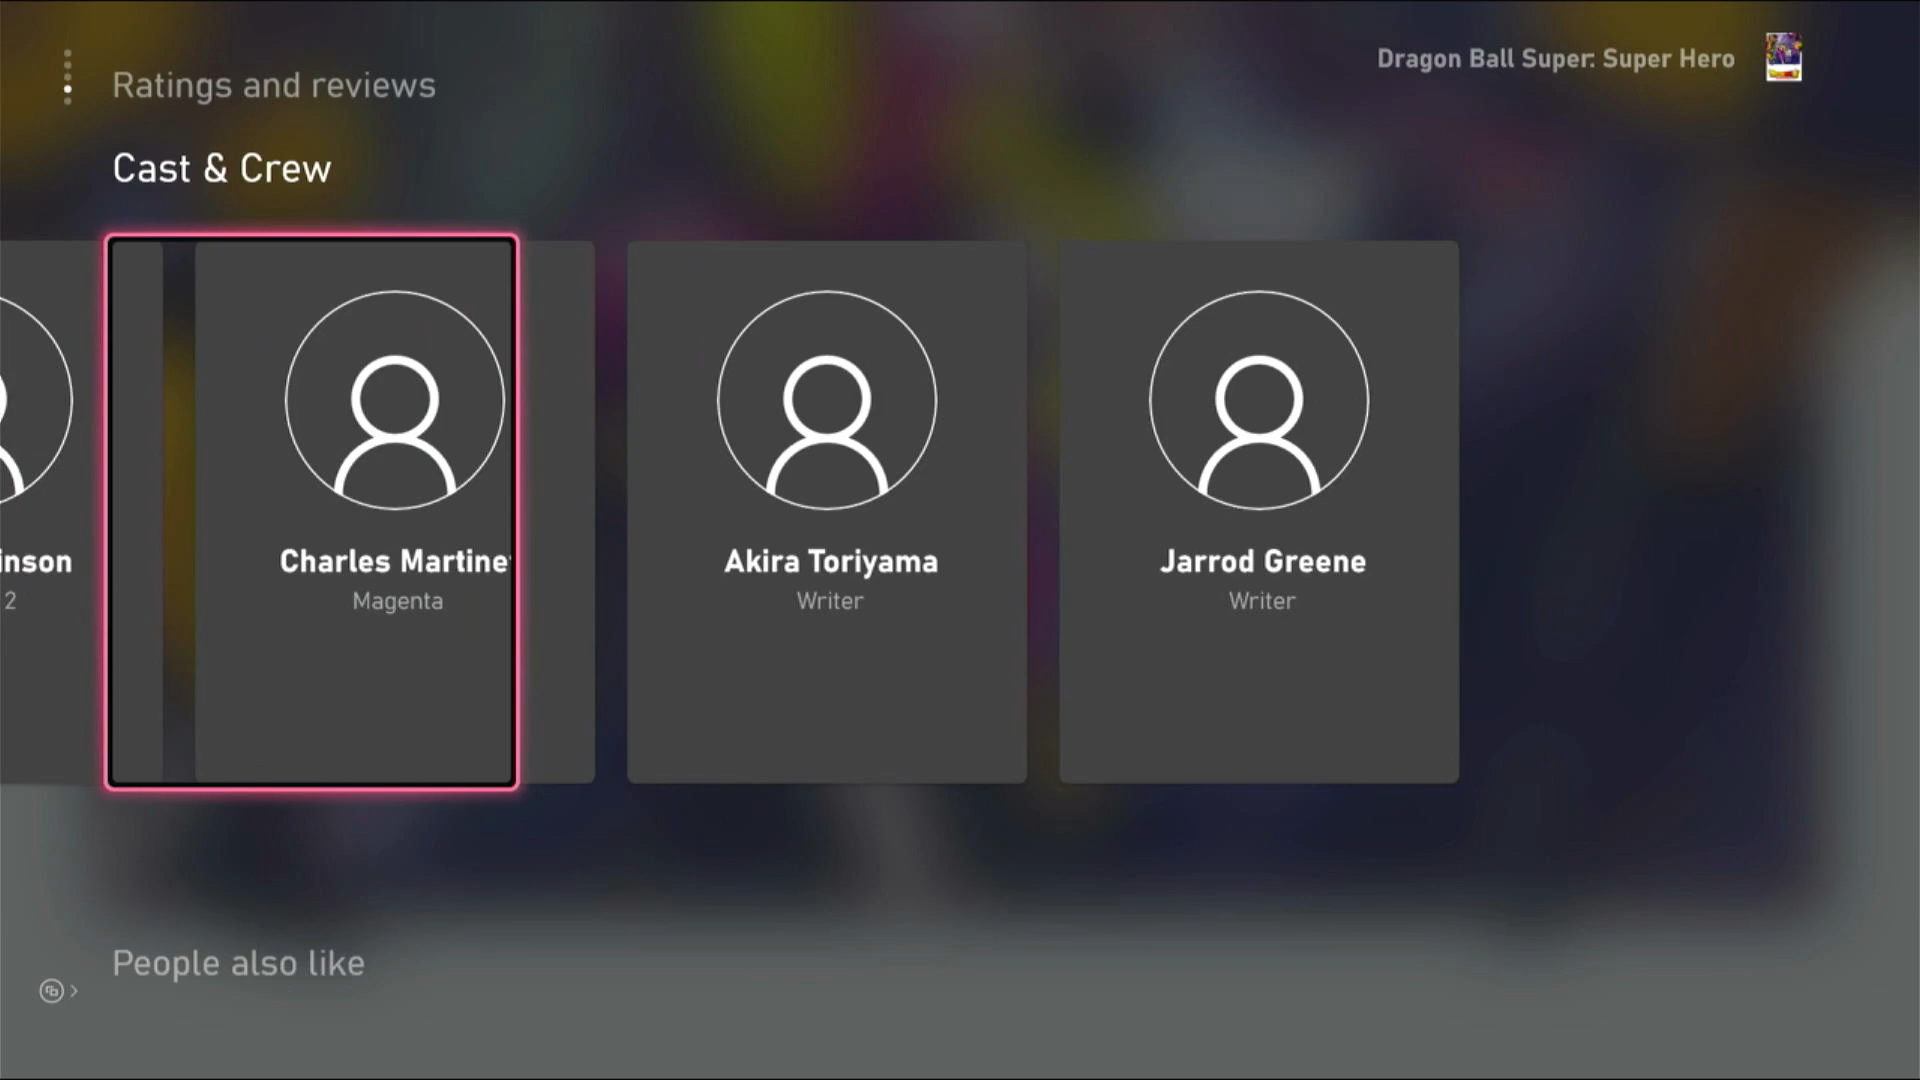 Dragon Ball Super: Super Hero
Ratings and reviews
Cast & Crew
inson
2
Charles Martine
Magenta
Akira Toriyama
Writer
Jarrod Greene
Writer
People also like